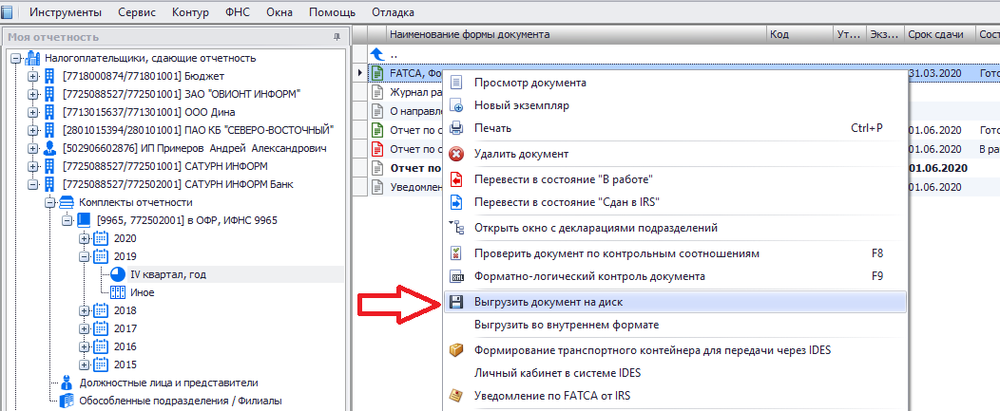 Инструменты Сервис Контур ФНС Окна Помощь Отладка
Моя отчетность
Налогоплательщики, сдающие отчетность
[7718000874/771801001] Бюджет
[7725088527/772501001] ЗАО "ОВИОНТ ИНФОРМ"
[7713015637/771301001] ООО Дина
[2801015394/280101001] ПАО КБ "СЕВЕРО-ВОСТОЧНЫЙ"
[502906602876] ИП Примеров Андрей Александрович
[7725088527/772501001] САТУРН ИНФОРМ
[7725088527/772502001] САТУРН ИНФОРМ Банк
Комплекты отчетности
[9965, 772502001] в ОФР, ИФНС 9965
2020
2019
IV квартал, год
Иное
2018
2017
2016
2015
Должностные лица и представители
Обособленные подразделения / Филиалы
Наименование формы документа Код Ут... Экз... Срок сдачи Сост
..
FATCA, Фо 31.03.2020 Гото
Журнал ра
О направле
Отчет по с 01.06.2020 Гото
Отчет по с 01.06.2020 В ра
Отчет по 01.06.2020
Уведомлен 01.06.2020
Просмотр документа
Новый экземпляр
Печать Ctrl+P
Удалить документ
Перевести в состояние "В работе"
Перевести в состояние "Сдан в IRS"
Открыть окно с декларациями подразделений
Проверить документ по контрольным соотношениям F8
Форматно-логический контроль документа F9
Выгрузить документ на диск
Выгрузить во внутреннем формате
Формирование транспортного контейнера для передачи через IDES
Личный кабинет в системе IDES
Уведомление по FATCA от IRS